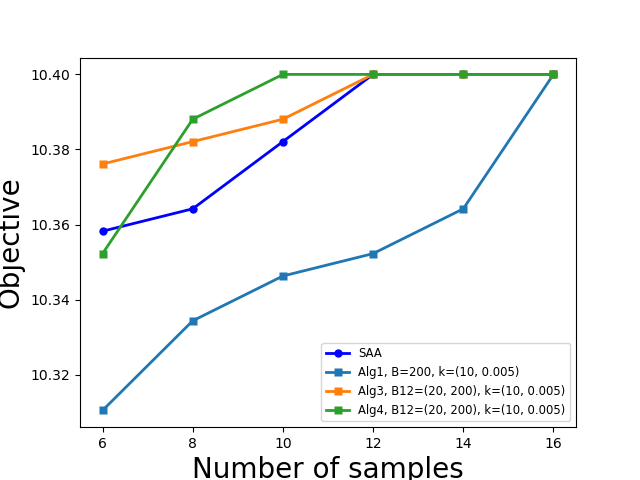 10.40
10.38
10.36
10.34
10.32
Objective
6 8 10 12 14 16
Number of samples
SAA
Alg1, B=200, k=(10, 0.005)
Alg3, B12=(20, 200), k=(10, 0.005)
Alg4, B12=(20, 200), k=(10, 0.005)